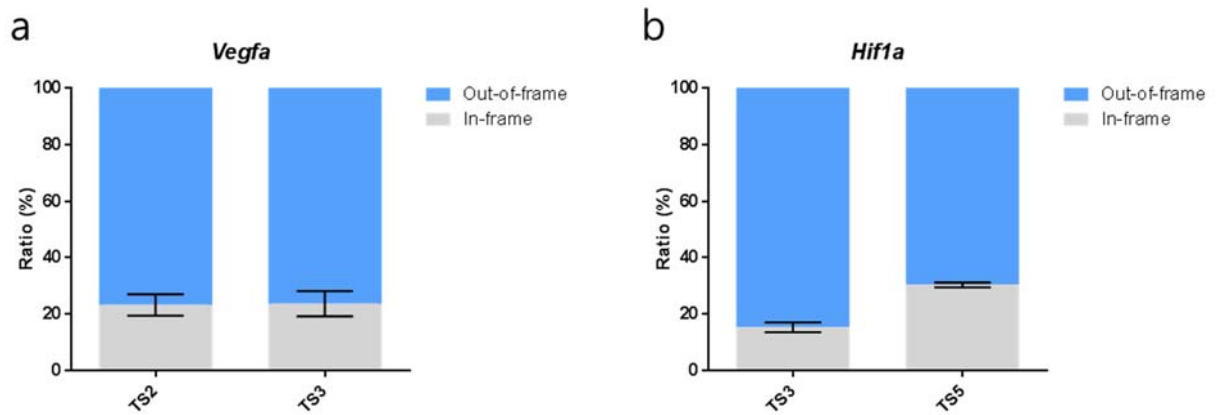 a
Vegfa
100
80
60
40
20
0
Ratio (%)
TS2
TS3
Out-of-frame
In-frame
b
Hif1a
100
80
60
40
20
0
Ratio (%)
TS3
TS5
Out-of-frame
In-frame